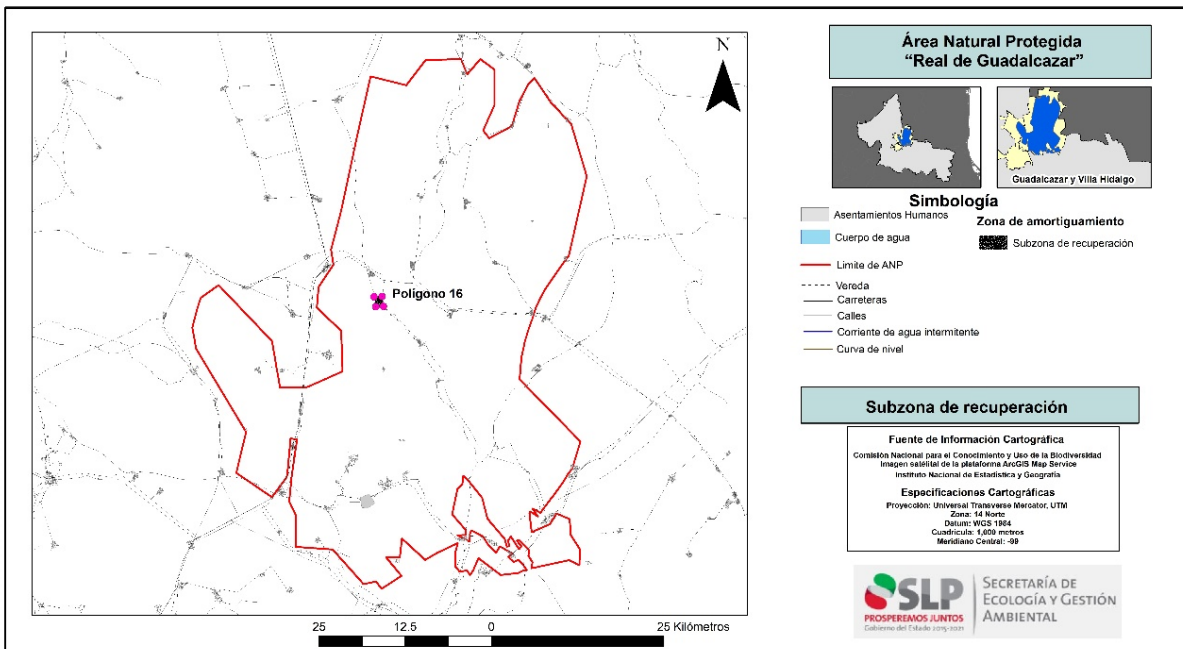 N
Polígono 16
25 12.5 0 25 Kilómetros
Área Natural Protegida
“Real de Guadalcazar”
Guadalcazar y Villa Hidalgo
Simbología
Asentamientos Humanos
Cuerpo de agua
Limite de ANP
Vereda
Carreteras
Calles
Corriente de agua intermitente
Curva de nivel
Zona de amortiguamiento
Subzona de recuperación
Subzona de recuperación
Fuente de Información Cartográfica
Comisión Nacional para el Conocimiento y Uso de la Biodiversidad
Imagen satélital de la plataforma ArcGIS Map Service
Instituto Nacional de Estadística y Geografía
Especificaciones Cartográficas
Proyección: Universal Transverse Mercator, UTM
Zona: 14 Norte
Datum: WGS 1984
Cuadrícula: 1,000 metros
Meridiano Central: -99
SLP
PROSPEREMOS JUNTOS
Gobierno del Estado 2015-2021
SECRETARÍA DE
ECOLOGÍA Y GESTIÓN
AMBIENTAL